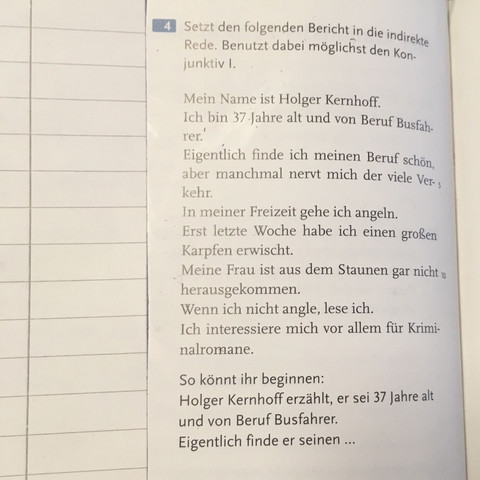 4 Setzt den folgenden Bericht in die indirekte
Rede. Benutzt dabei möglichst den Kon-
junktiv I.
Mein Name ist Holger Kernhoff.
Ich bin 37 Jahre alt und von Beruf Busfah-
rer.
Eigentlich finde ich meinen Beruf schön,
aber manchmal nervt mich der viele Ver- 5
kehr.
In meiner Freizeit gehe ich angeln.
Erst letzte Woche habe ich einen großen
Karpfen erwischt.
Meine Frau ist aus dem Staunen gar nicht 10
herausgekommen.
Wenn ich nicht angle, lese ich.
Ich interessiere mich vor allem für Krimi-
nalromane.
So könnt ihr beginnen:
Holger Kernhoff erzählt, er sei 37 Jahre alt
und von Beruf Busfahrer.
Eigentlich finde er seinen ...